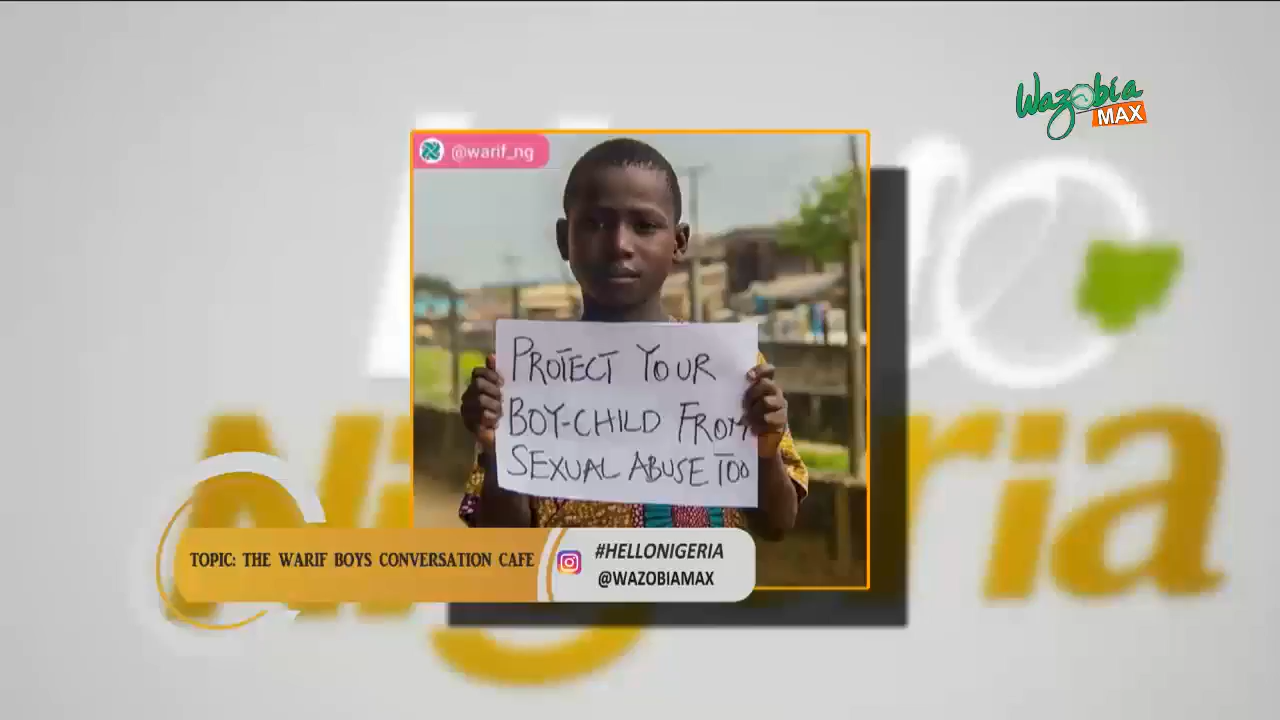 Wazobia
MAX
@warif_ng
PROTECT YOUR
BOY-CHILD FROM
SEXUAL ABUSE TOO
TOPIC: THE WARIF BOYS CONVERSATION CAFE
#HELLONIGERIA
@WAZOBIAMAX